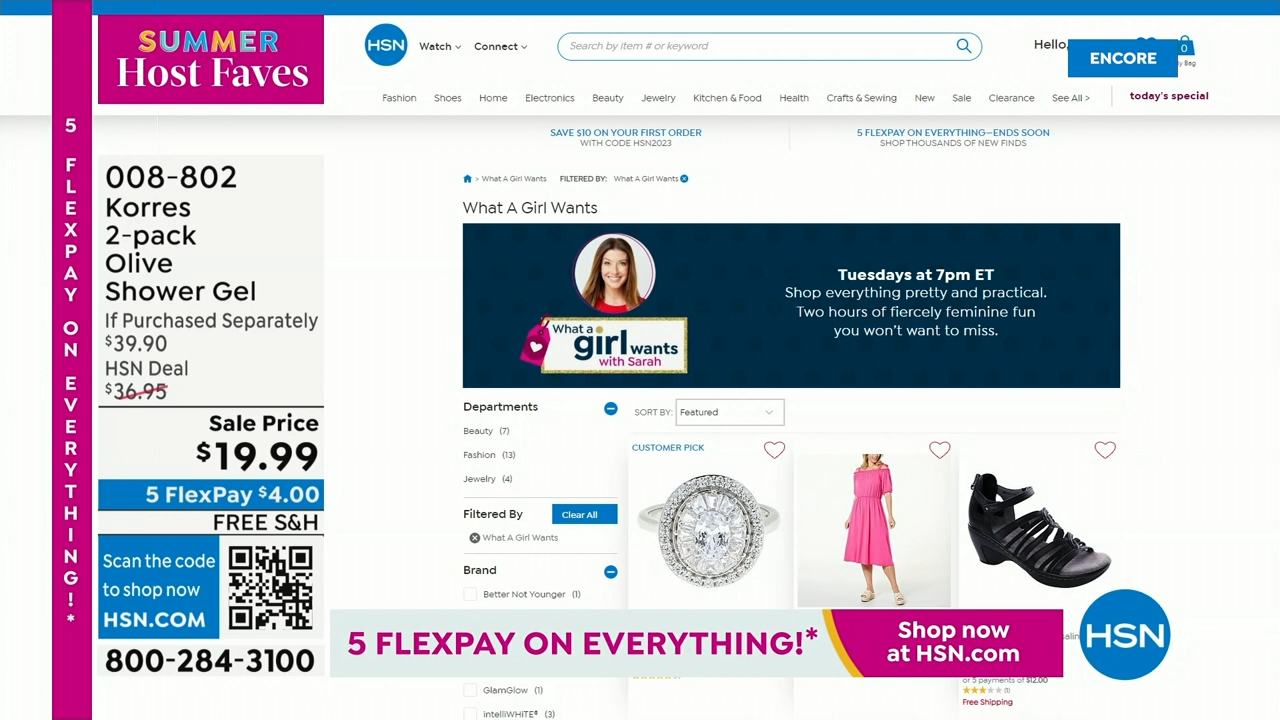 5 FLEXPAY ON EVERYTHING!*
SUMMER
Host Faves
008-802
Korres
2-pack
Olive
Shower Gel
If Purchased Separately
$39.90
HSN Deal
$36.95
Sale Price
$19.99
5 FlexPay $4.00
FREE S&H
Scan the code
to shop now
HSN.COM
800-284-3100
HSN
Watch
Connect
Search by item # or keyword
Hello,
ENCORE
0
Bag
Fashion Shoes Home Electronics Beauty Jewelry Kitchen & Food Health Crafts & Sewing New Sale Clearance See All > today's special
SAVE $10 ON YOUR FIRST ORDER
WITH CODE HSN2023
5 FLEXPAY ON EVERYTHING—ENDS SOON
SHOP THOUSANDS OF NEW FINDS
> What A Girl Wants FILTERED BY: What A Girl Wants
What A Girl Wants
What a
girl wants
with Sarah
Tuesdays at 7pm ET
Shop everything pretty and practical.
Two hours of fiercely feminine fun
you won't want to miss.
Departments
Beauty (7)
Fashion (13)
Jewelry (4)
Filtered By Clear All
What A Girl Wants
Brand
Better Not Younger (1)
GlamGlow (1)
intelliWHiTE® (3)
SORT BY: Featured
CUSTOMER PICK
or 5 payments of $12.00
(1)
Free Shipping
5 FLEXPAY ON EVERYTHING!*
Shop now
at HSN.com
HSN